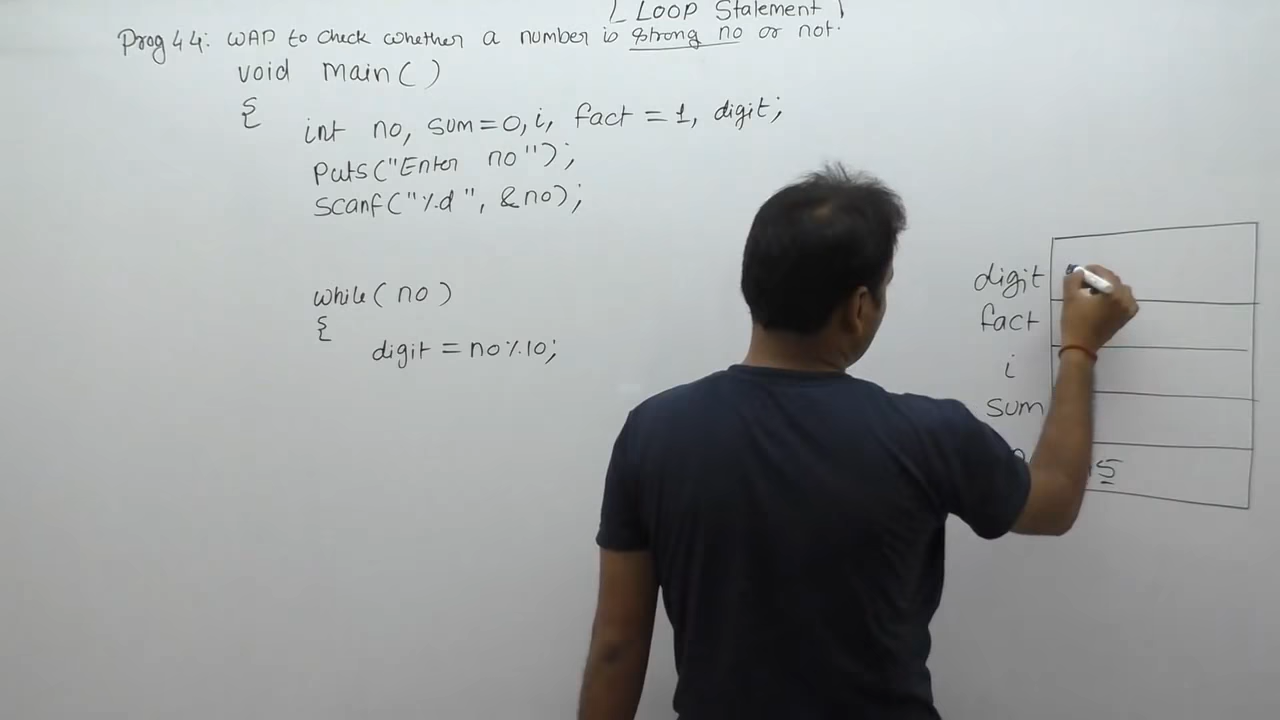 ( LOOP Statement )
Prog 44: WAP to check whether a number is strong no or not.
void main( )
{
int no, sum=0, i, fact = 1, digit;
puts("Enter no");
scanf("%d", &no);
while( no )
{
digit = no%10;
digit
fact
i
sum
5